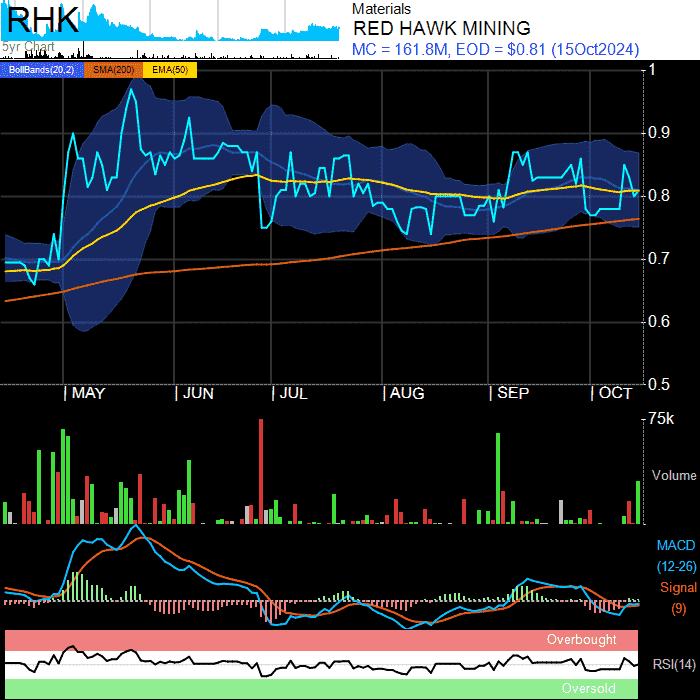 RHK
5yr Chart
Materials
RED HAWK MINING
MC = 161.8M, EOD = $0.81 (15Oct2024)
BollBands(20,2) SMA(200) EMA(50)
1
0.9
0.8
0.7
0.6
0.5
| MAY | JUN | JUL | AUG | SEP | OCT
75k
Volume
MACD
(12-26)
Signal
(9)
Overbought
RSI(14)
Oversold